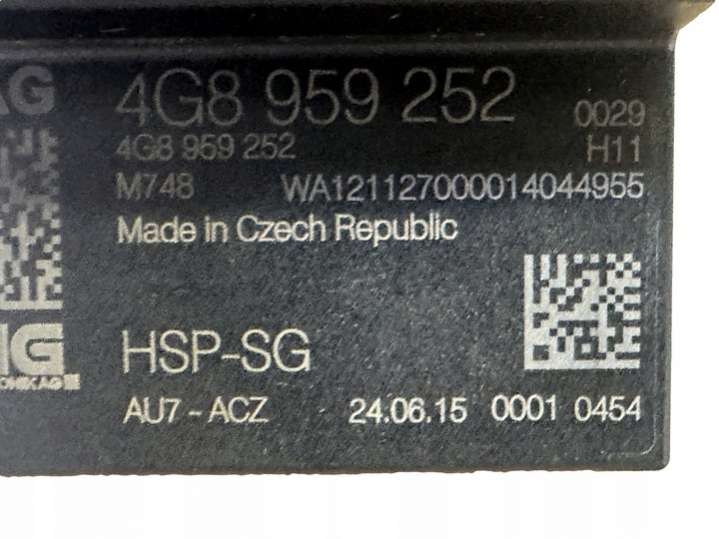 AG
4G8 959 252 0029
4G8 959 252 H11
M748 WA121127000014044955
Made in Czech Republic
HSP-SG
AU7-ACZ 24.06.15 0001 0454